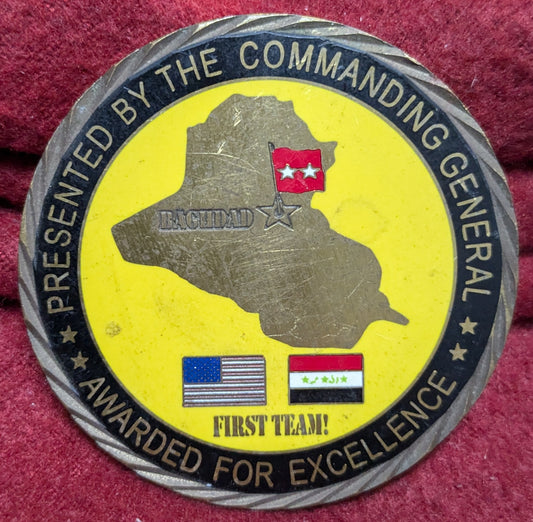 PRESENTED BY THE COMMANDING GENERAL
BAGHDAD
FIRST TEAM!
AWARDED FOR EXCELLENCE